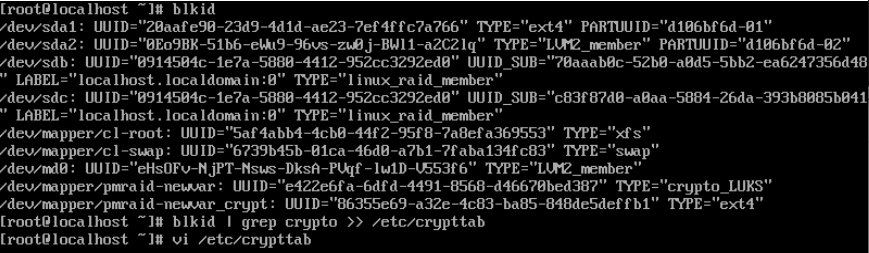 [root@localhost ~]# blkid
/dev/sda1: UUID="20aafe90-23d9-4d1d-ae23-7ef4ffc7a766" TYPE="ext4" PARTUUID="d106bf6d-01"
/dev/sda2: UUID="0Eo9BK-51b6-eWu9-96vs-zw0j-BWl1-a2C2lq" TYPE="LVM2_member" PARTUUID="d106bf6d-02"
/dev/sdb: UUID="0914504c-1e7a-5880-4412-952cc3292ed0" UUID_SUB="70aaab0c-52b0-a0d5-5bb2-ea6247356d48
" LABEL="localhost.localdomain:0" TYPE="linux_raid_member"
/dev/sdc: UUID="0914504c-1e7a-5880-4412-952cc3292ed0" UUID_SUB="c83f87d0-a0aa-5884-26da-393b8085b041
" LABEL="localhost.localdomain:0" TYPE="linux_raid_member"
/dev/mapper/cl-root: UUID="5af4abb4-4cb0-44f2-95f8-7a8efa369553" TYPE="xfs"
/dev/mapper/cl-swap: UUID="6739b45b-01ca-46d0-a7b1-7faba134fc83" TYPE="swap"
/dev/md0: UUID="eHsOFv-NjPT-Nsws-DksA-PVqf-lw1D-V553f6" TYPE="LVM2_member"
/dev/mapper/pmraid-newvar: UUID="e422e6fa-6dfd-4491-8568-d46670bed387" TYPE="crypto_LUKS"
/dev/mapper/pmraid-newvar_crypt: UUID="86355e69-a32e-4c83-ba85-848de5deffb1" TYPE="ext4"
[root@localhost ~]# blkid | grep crypto >> /etc/crypttab
[root@localhost ~]# vi /etc/crypttab